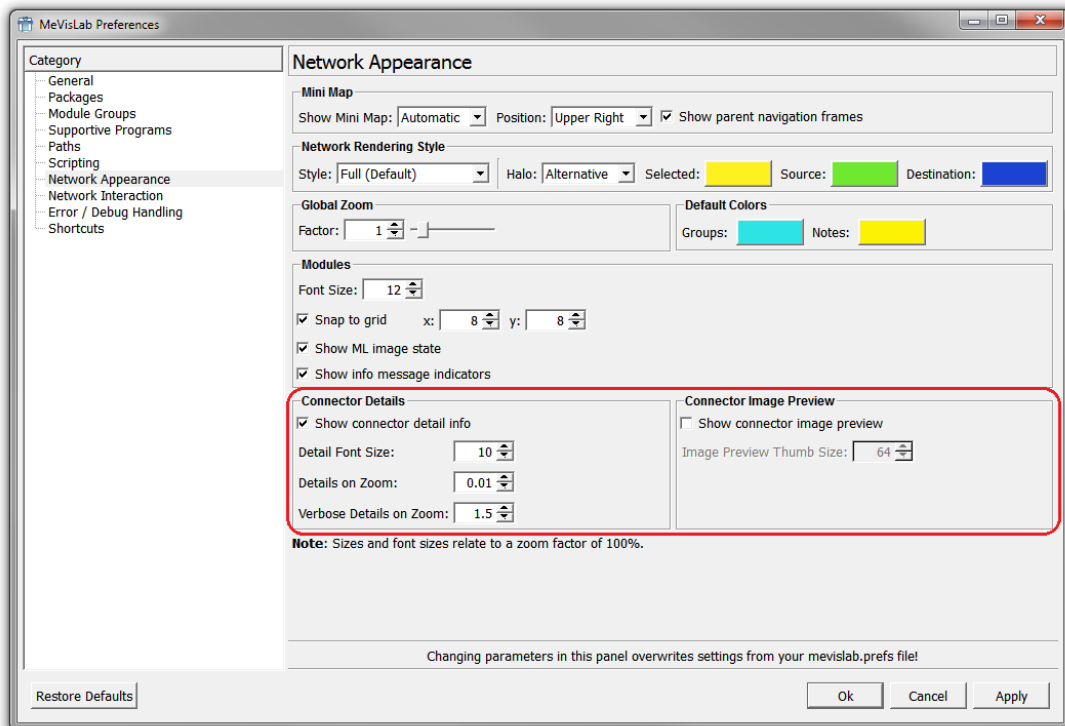 MeVisLab Preferences
Category
General
Packages
Module Groups
Supportive Programs
Paths
Scripting
Network Appearance
Network Interaction
Error / Debug Handling
Shortcuts
Network Appearance
Mini Map
Show Mini Map: Automatic Position: Upper Right Show parent navigation frames
Network Rendering Style
Style: Full (Default) Halo: Alternative Selected: Source: Destination:
Global Zoom
Factor: 1
Default Colors
Groups: Notes:
Modules
Font Size: 12
Snap to grid x: 8 y: 8
Show ML image state
Show info message indicators
Connector Details
Show connector detail info
Detail Font Size: 10
Details on Zoom: 0.01
Verbose Details on Zoom: 1.5
Connector Image Preview
Show connector image preview
Image Preview Thumb Size: 64
Note: Sizes and font sizes relate to a zoom factor of 100%.
Changing parameters in this panel overwrites settings from your mevislab.prefs file!
Restore Defaults Ok Cancel Apply